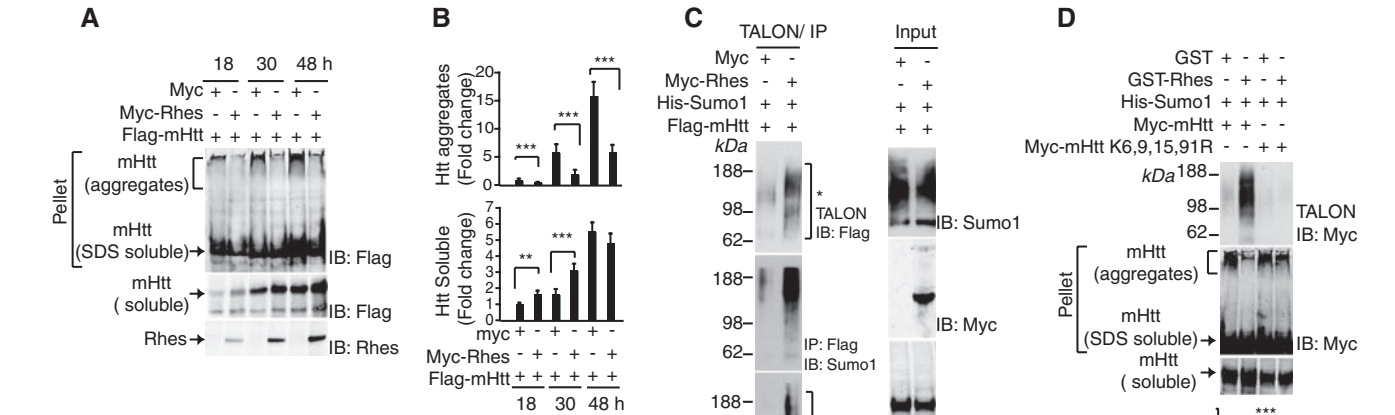 A
18 30 48 h
Myc + - + - + -
Myc-Rhes - + - + - +
Flag-mHtt + + + + + +
Pellet
mHtt
(aggregates)
mHtt
(SDS soluble)
IB: Flag
mHtt
( soluble)
IB: Flag
Rhes
IB: Rhes
B
Htt aggregates
(Fold change)
20
15
10
5
0
*** *** ***
Htt Soluble
(Fold change)
7
6
5
4
3
2
1
0
** ***
myc + - + - + -
Myc-Rhes - + - + - +
Flag-mHtt + + + + + +
18 30 48 h
C
TALON/ IP Input
Myc + - + -
Myc-Rhes - + - +
His-Sumo1 + + + +
Flag-mHtt + + + +
kDa
188
98
62
*
TALON
IB: Flag
188
98
62
IP: Flag
IB: Sumo1
188
IB: Sumo1
IB: Myc
D
GST + - + -
GST-Rhes - + - +
His-Sumo1 + + + +
Myc-mHtt + + - -
Myc-mHtt K6,9,15,91R - - + +
kDa
188
98
62
TALON
IB: Myc
Pellet
mHtt
(aggregates)
mHtt
(SDS soluble)
IB: Myc
mHtt
( soluble)
***